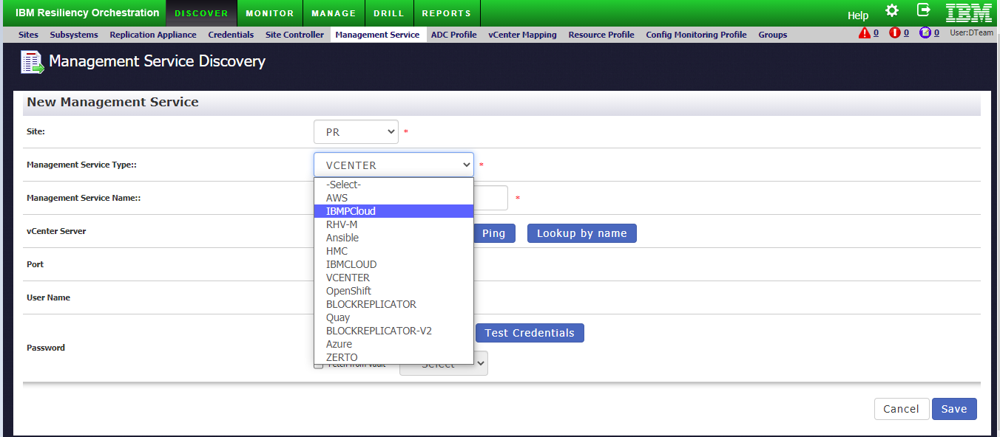 IBM Resiliency Orchestration DISCOVER MONITOR MANAGE DRILL REPORTS Help IBM
Sites Subsystems Replication Appliance Credentials Site Controller Management Service ADC Profile vCenter Mapping Resource Profile Config Monitoring Profile Groups 0 0 0 User:DTeam
Management Service Discovery
New Management Service
Site: PR *
Management Service Type:: VCENTER *
-Select-
AWS
Management Service Name:: IBMPCloud *
RHV-M
vCenter Server Ping Lookup by name
Ansible
HMC
Port IBMCLOUD
VCENTER
OpenShift
User Name
BLOCKREPLICATOR
Quay
BLOCKREPLICATOR-V2 Test Credentials
Password Azure
ZERTO
Fetch from Vault Select
Cancel Save